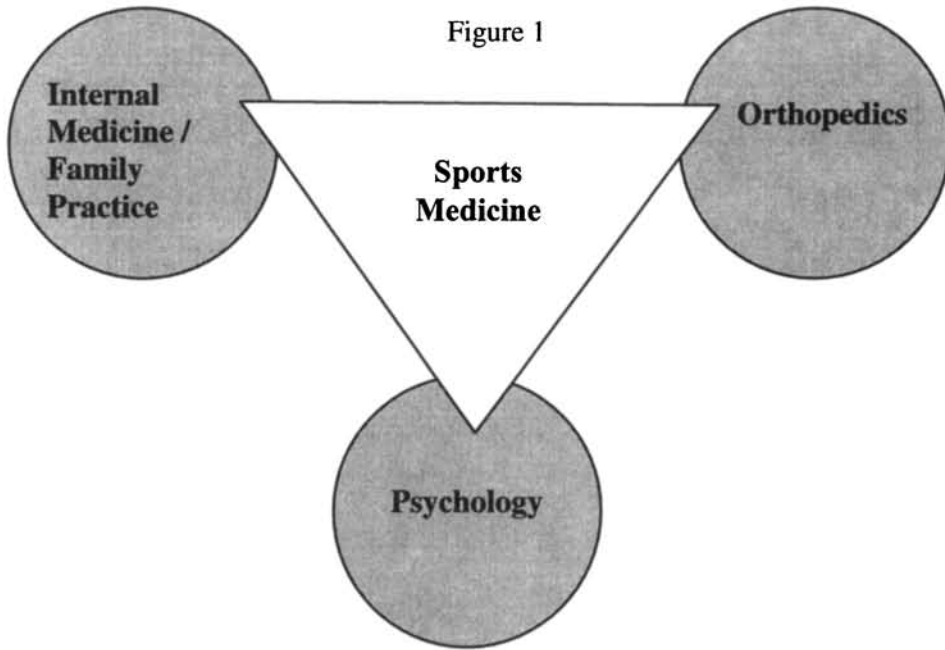 Figure 1
Internal
Medicine /
Family
Practice
Sports
Medicine
Orthopedics
Psychology